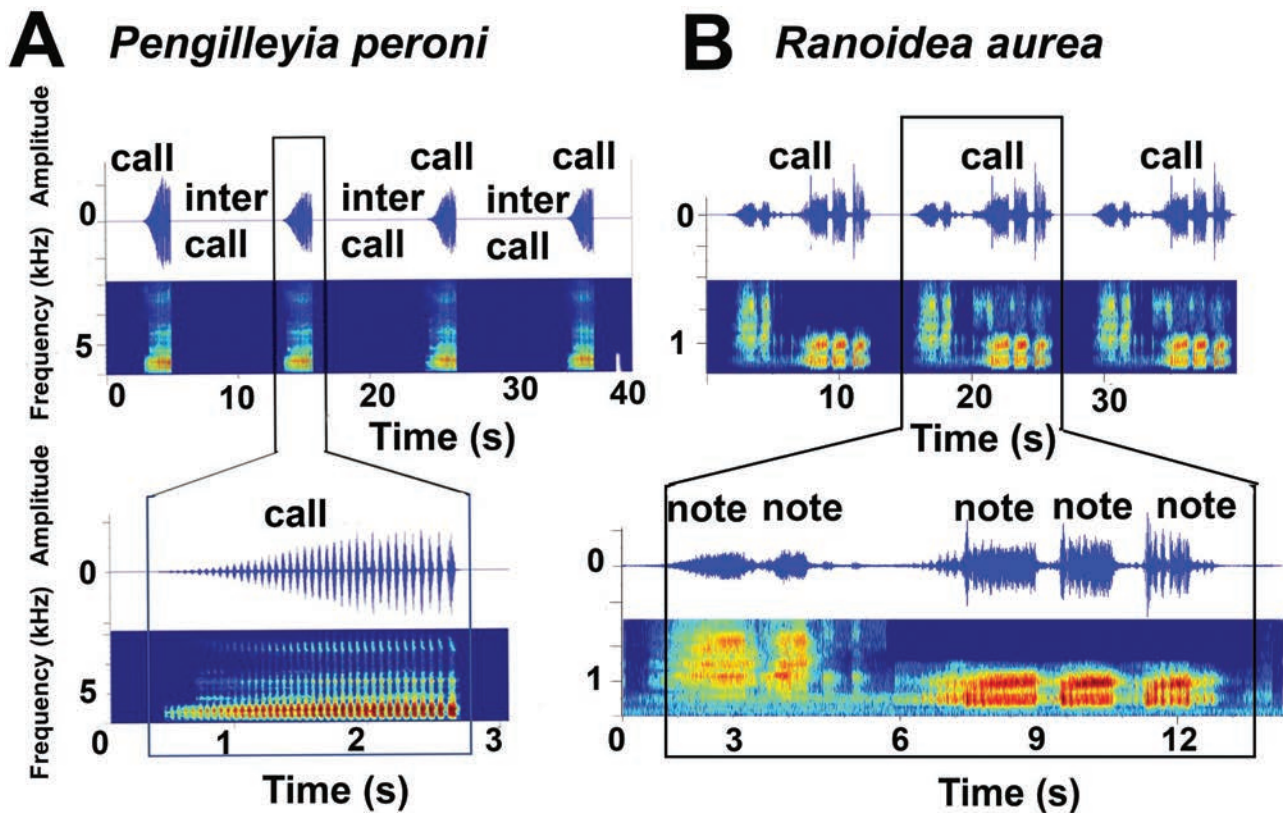 A Pengilleyia peroni
Amplitude
call
call
call
inter
inter
inter
call
call
call
0
Frequency (kHz)
5
0 10 20 30 40
Time (s)
Amplitude
call
0
Frequency (kHz)
5
0 1 2 3
Time (s)
B Ranoidea aurea
call
call
call
0
1
10 20 30
Time (s)
note note note note note
0
1
0 3 6 9 12
Time (s)